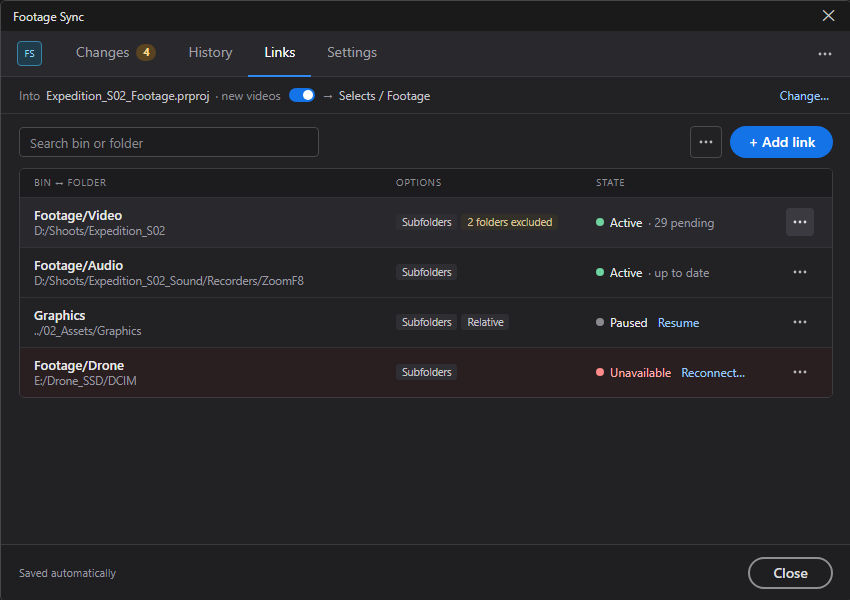 Footage Sync
FS Changes 4 History Links Settings
Into Expedition_S02_Footage.prproj · new videos → Selects / Footage Change...
Search bin or folder + Add link
BIN ↔ FOLDER OPTIONS STATE
Footage/Video
D:/Shoots/Expedition_S02
Subfolders 2 folders excluded Active · 29 pending
Footage/Audio
D:/Shoots/Expedition_S02_Sound/Recorders/ZoomF8
Subfolders Active · up to date
Graphics
../02_Assets/Graphics
Subfolders Relative Paused Resume
Footage/Drone
E:/Drone_SSD/DCIM
Subfolders Unavailable Reconnect...
Saved automatically Close